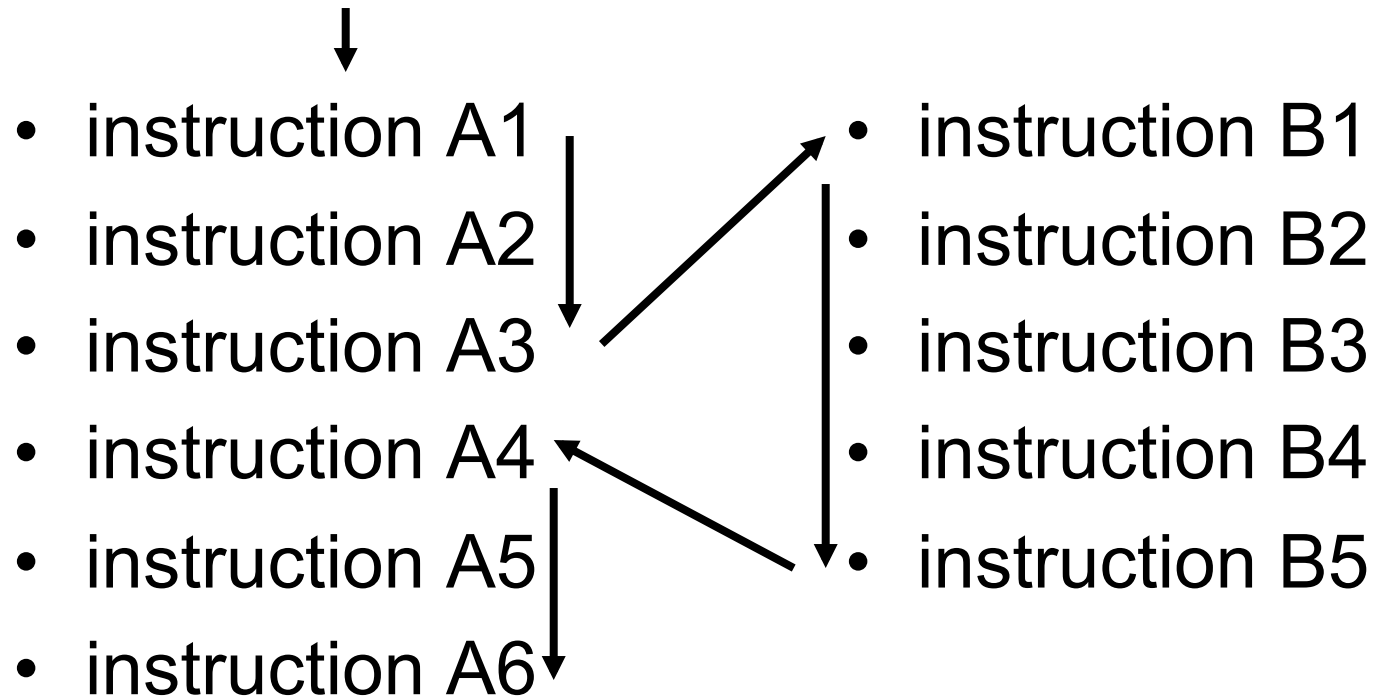 • instruction A1
• instruction A2
• instruction A3
• instruction A4
• instruction A5
• instruction A6
• instruction B1
• instruction B2
• instruction B3
• instruction B4
• instruction B5